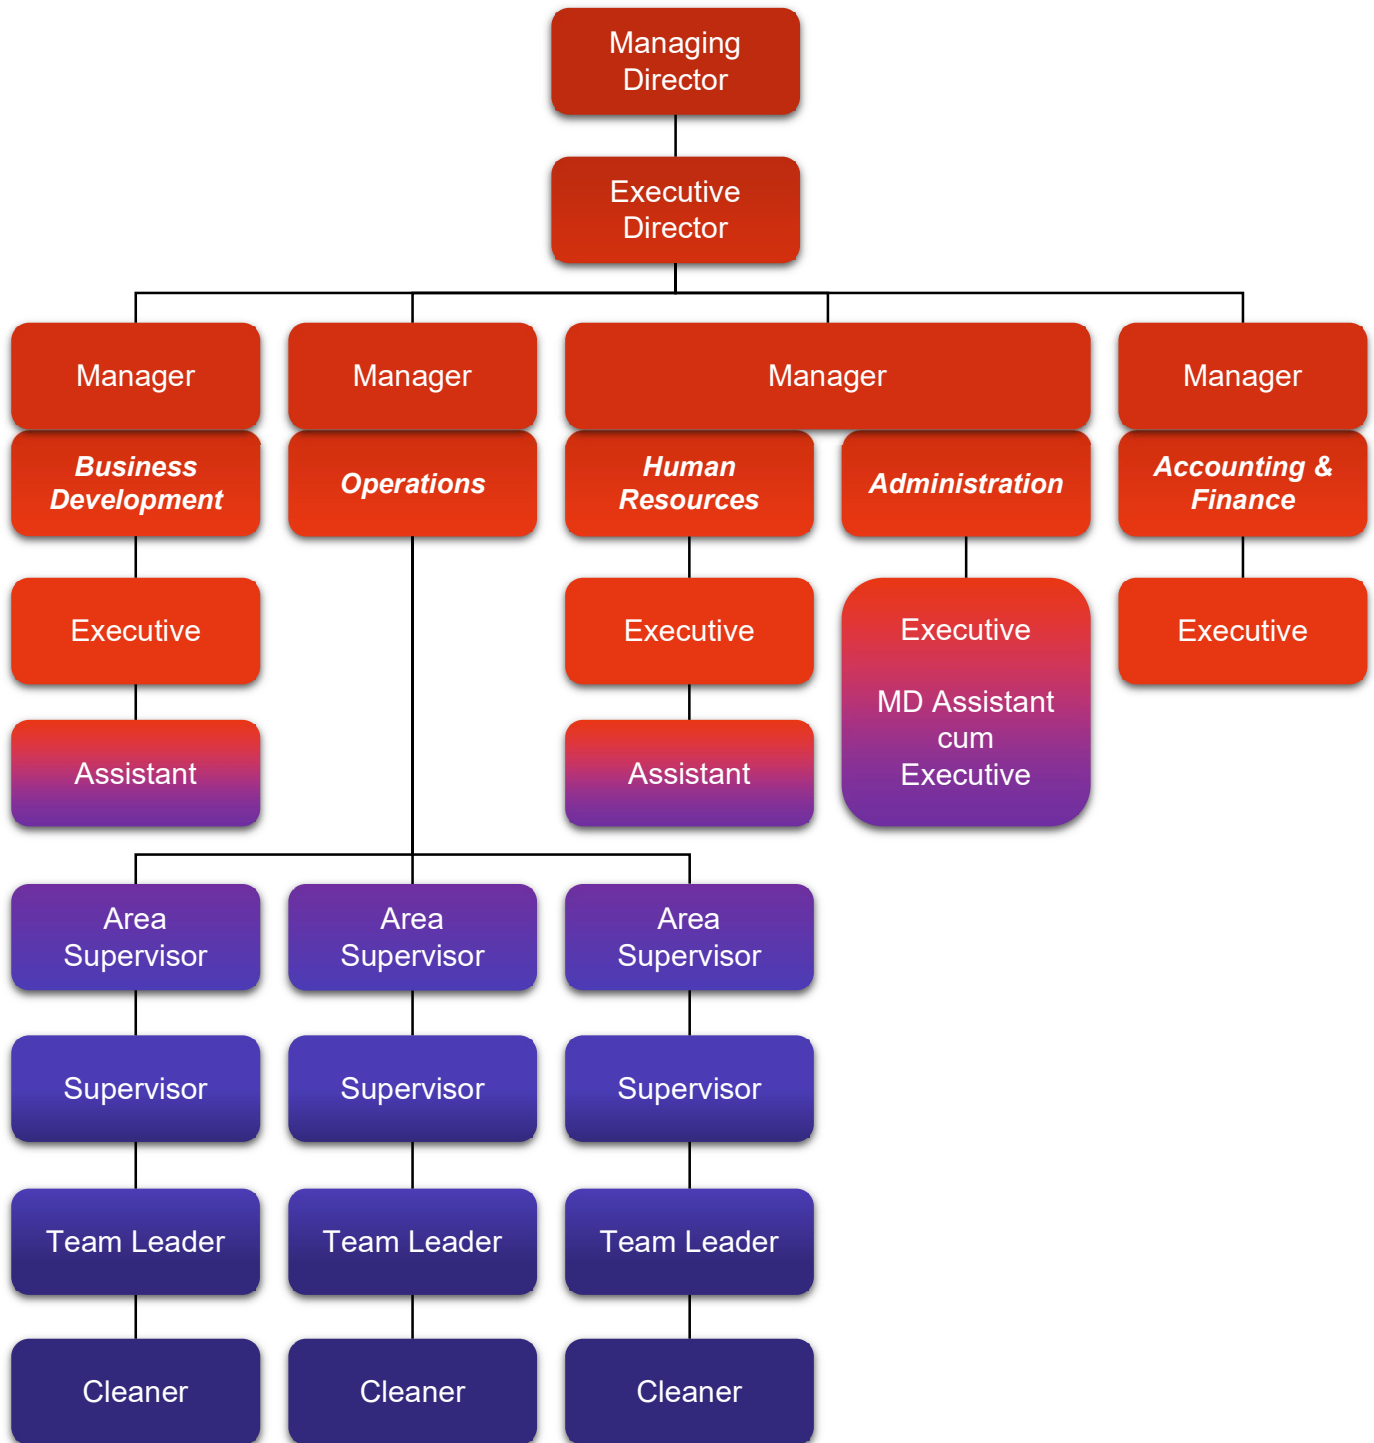 Managing
Director
Executive
Director
Manager
Manager
Manager
Manager
Business
Development
Operations
Human
Resources
Administration
Accounting &
Finance
Executive
Executive
Executive
MD Assistant
cum
Executive
Executive
Assistant
Assistant
Area
Supervisor
Area
Supervisor
Area
Supervisor
Supervisor
Supervisor
Supervisor
Team Leader
Team Leader
Team Leader
Cleaner
Cleaner
Cleaner